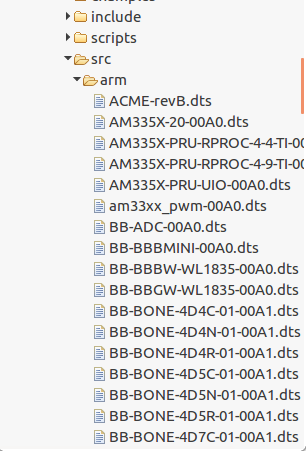 include
scripts
src
arm
ACME-revB.dts
AM335X-20-00A0.dts
AM335X-PRU-RPROC-4-4-TI-00
AM335X-PRU-RPROC-4-9-TI-00
AM335X-PRU-UIO-00A0.dts
am33xx_pwm-00A0.dts
BB-ADC-00A0.dts
BB-BBBMINI-00A0.dts
BB-BBBW-WL1835-00A0.dts
BB-BBGW-WL1835-00A0.dts
BB-BONE-4D4C-01-00A1.dts
BB-BONE-4D4N-01-00A1.dts
BB-BONE-4D4R-01-00A1.dts
BB-BONE-4D5C-01-00A1.dts
BB-BONE-4D5N-01-00A1.dts
BB-BONE-4D5R-01-00A1.dts
BB-BONE-4D7C-01-00A1.dts